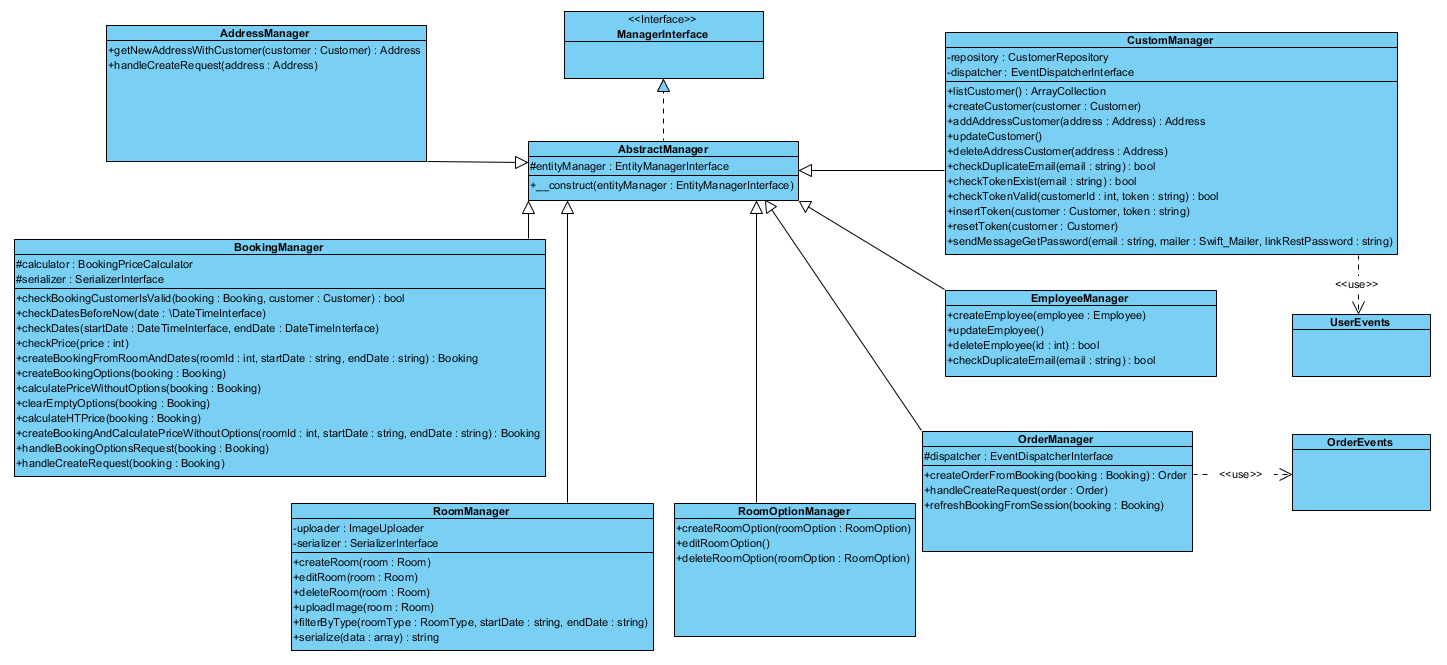 AddressManager
+getNewAddressWithCustomer(customer : Customer) : Address
+handleCreateRequest(address : Address)
<<Interface>>
ManagerInterface
CustomManager
-repository : CustomerRepository
-dispatcher : EventDispatcherInterface
+listCustomer() : ArrayCollection
+createCustomer(customer : Customer)
+addAddressCustomer(address : Address) : Address
+updateCustomer()
+deleteAddressCustomer(address : Address)
+checkDuplicateEmail(email : string) : bool
+checkTokenExist(email : string) : bool
+checkTokenValid(customerId : int, token : string) : bool
+insertToken(customer : Customer, token : string)
+resetToken(customer : Customer)
+sendMessageGetPassword(email : string, mailer : Swift_Mailer, linkRestPassword : string)
AbstractManager
#entityManager : EntityManagerInterface
+__construct(entityManager : EntityManagerInterface)
BookingManager
#calculator : BookingPriceCalculator
#serializer : SerializerInterface
+checkBookingCustomerIsValid(booking : Booking, customer : Customer) : bool
+checkDatesBeforeNow(date : \DateTimeInterface)
+checkDates(startDate : DateTimeInterface, endDate : DateTimeInterface)
+checkPrice(price : int)
+createBookingFromRoomAndDates(roomId : int, startDate : string, endDate : string) : Booking
+createBookingOptions(booking : Booking)
+calculatePriceWithoutOptions(booking : Booking)
+clearEmptyOptions(booking : Booking)
+calculateHTPrice(booking : Booking)
+createBookingAndCalculatePriceWithoutOptions(roomId : int, startDate : string, endDate : string) : Booking
+handleBookingOptionsRequest(booking : Booking)
+handleCreateRequest(booking : Booking)
<<use>>
EmployeeManager
+createEmployee(employee : Employee)
+updateEmployee()
+deleteEmployee(id : int) : bool
+checkDuplicateEmail(email : string) : bool
UserEvents
OrderManager
#dispatcher : EventDispatcherInterface
+createOrderFromBooking(booking : Booking) : Order
+handleCreateRequest(order : Order)
+refreshBookingFromSession(booking : Booking)
<<use>>
OrderEvents
RoomManager
-uploader : ImageUploader
-serializer : SerializerInterface
+createRoom(room : Room)
+editRoom(room : Room)
+deleteRoom(room : Room)
+uploadImage(room : Room)
+filterByType(roomType : RoomType, startDate : string, endDate : string)
+serialize(data : array) : string
RoomOptionManager
+createRoomOption(roomOption : RoomOption)
+editRoomOption()
+deleteRoomOption(roomOption : RoomOption)